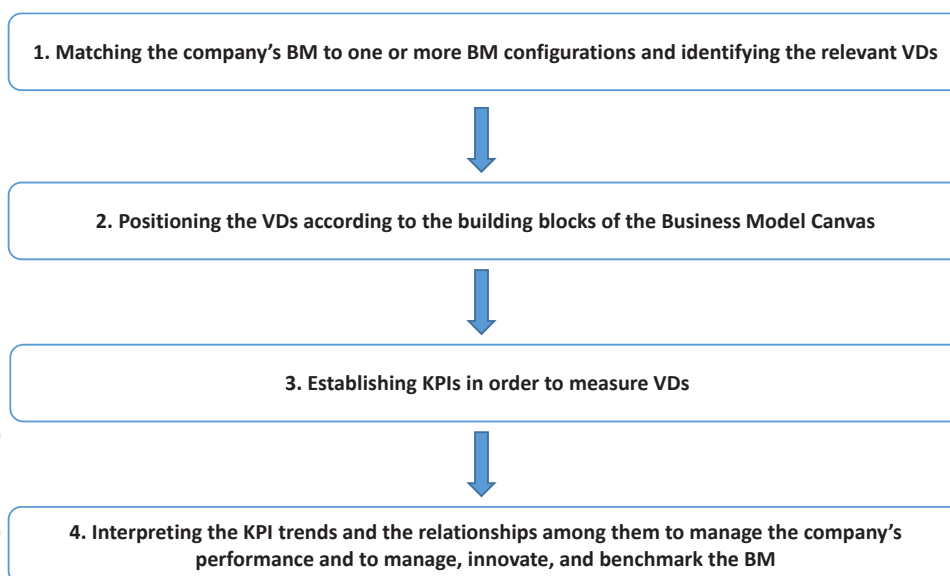 1. Matching the company’s BM to one or more BM configurations and identifying the relevant VDs
2. Positioning the VDs according to the building blocks of the Business Model Canvas
3. Establishing KPIs in order to measure VDs
4. Interpreting the KPI trends and the relationships among them to manage the company’s
performance and to manage, innovate, and benchmark the BM